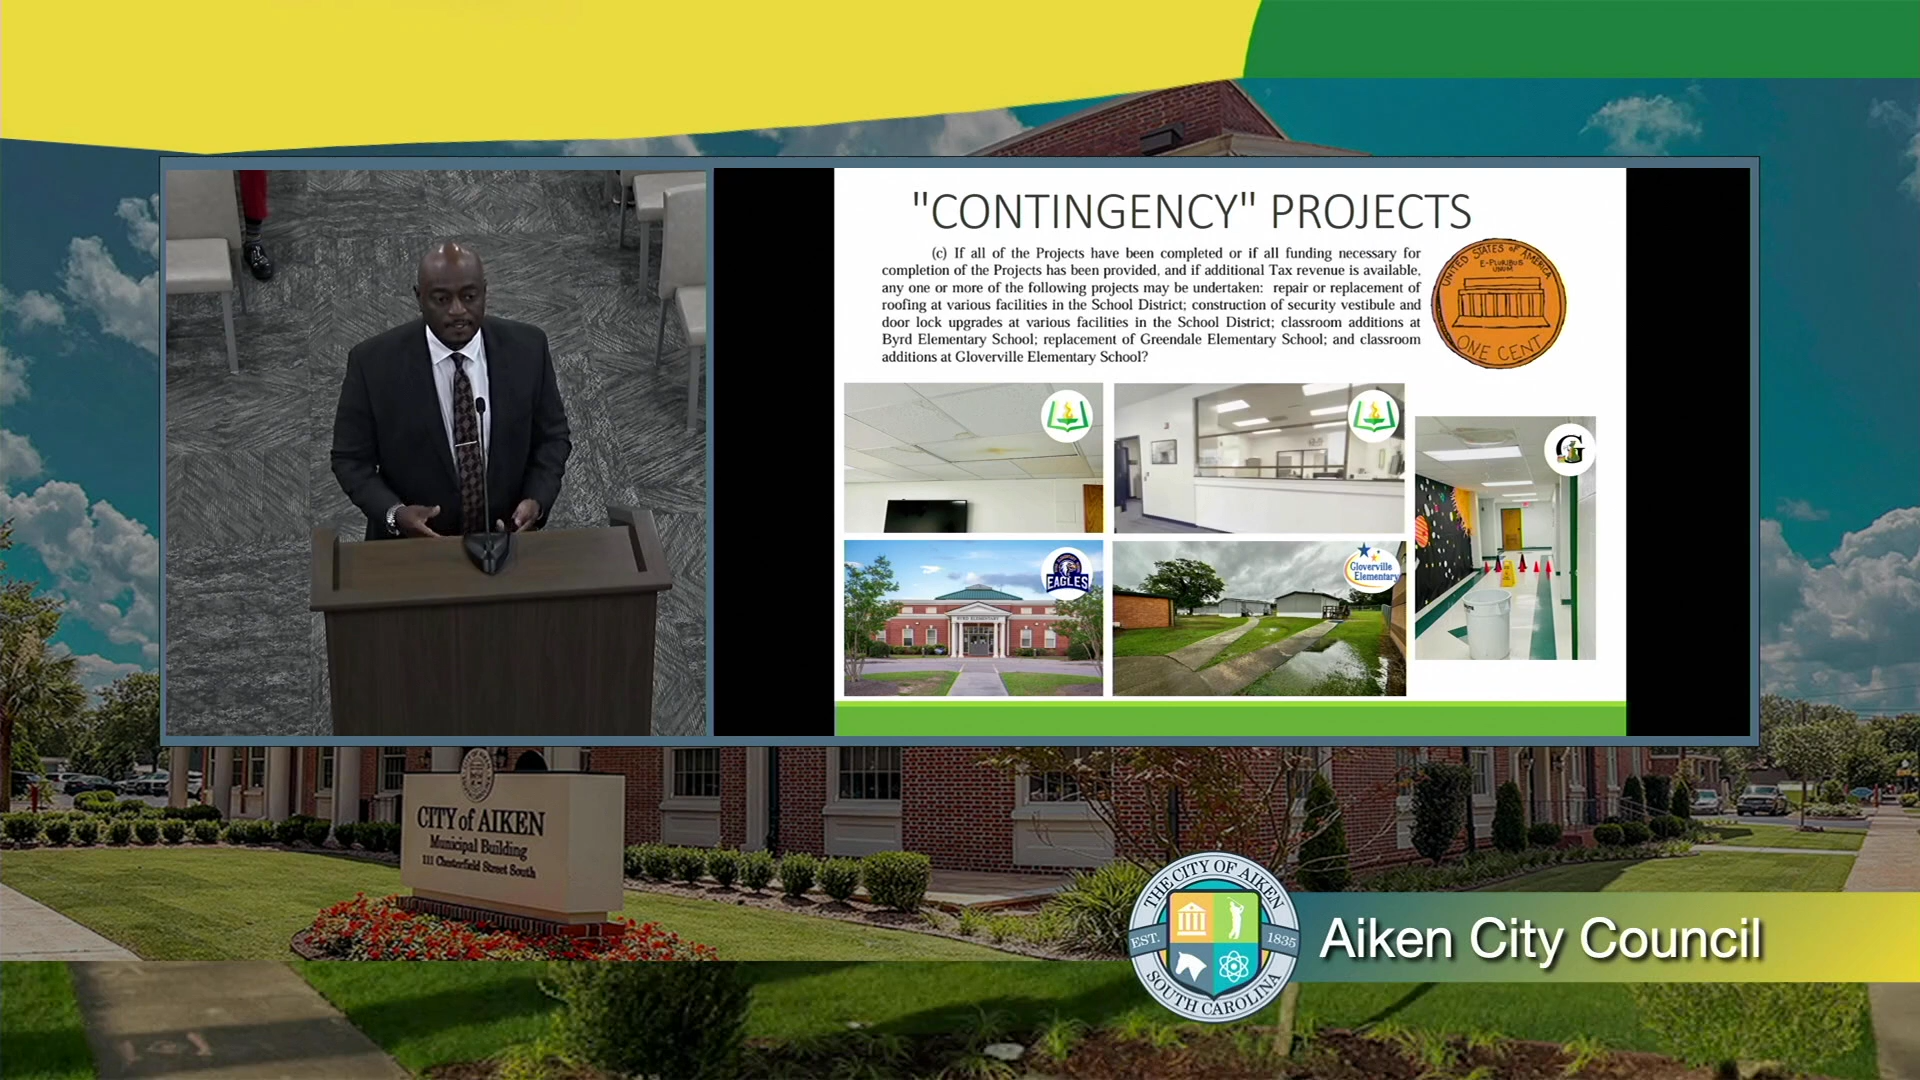 "CONTINGENCY" PROJECTS
(c) If all of the Projects have been completed or if all funding necessary for
completion of the Projects has been provided, and if additional Tax revenue is available,
any one or more of the following projects may be undertaken: repair or replacement of
roofing at various facilities in the School District; construction of security vestibule and
door lock upgrades at various facilities in the School District; classroom additions at
Byrd Elementary School; replacement of Greendale Elementary School; and classroom
additions at Gloverville Elementary School?
UNITED STATES of AMERICA
E·PLURIBUS
UNUM
ONE CENT
G
EAGLES
BYRD ELEMENTARY
Gloverville
Elementary
CITY of AIKEN
Municipal Building
111 Chesterfield Street South
THE CITY OF AIKEN
EST. 1835
SOUTH CAROLINA
Aiken City Council